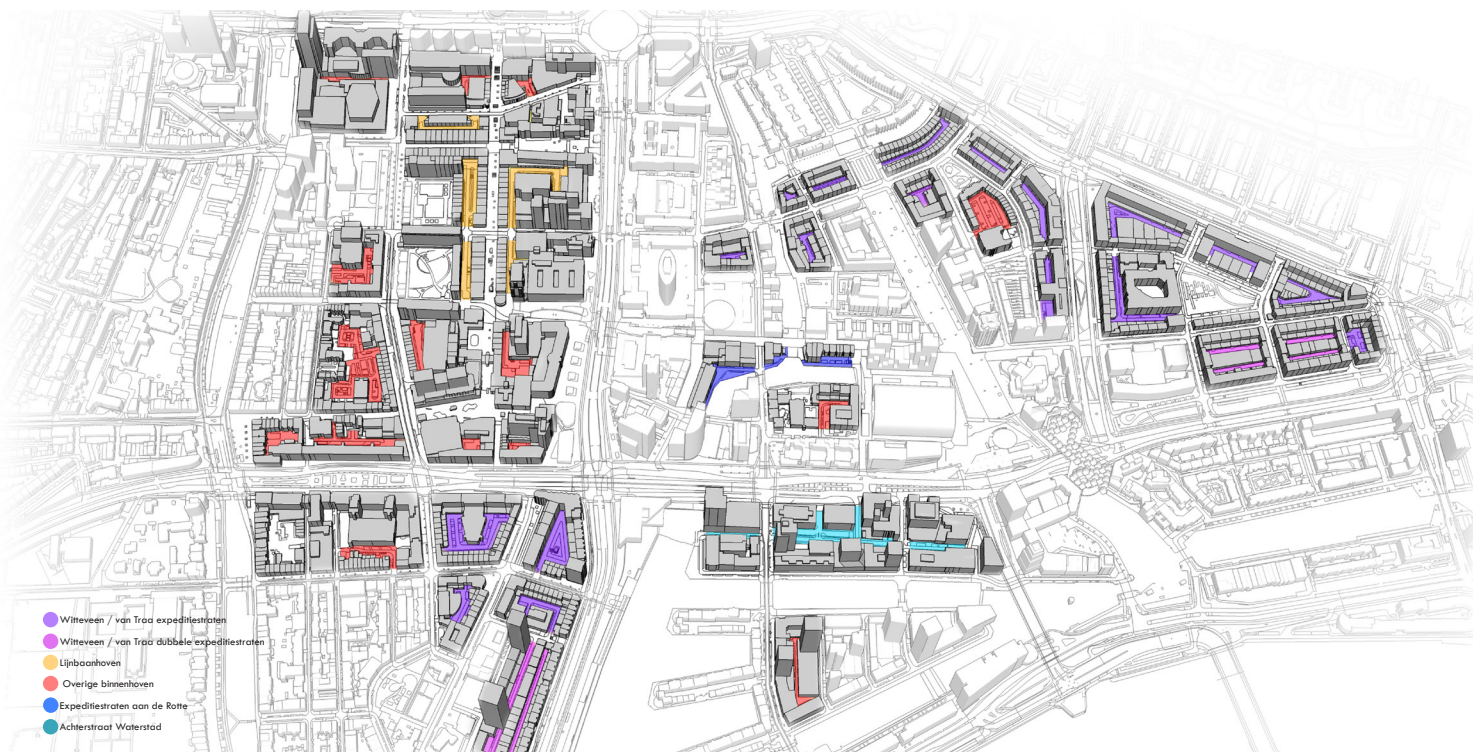 Witteveen / van Traa expeditiestraten
Witteveen / van Traa dubbele expeditiestraten
Lijnbaanhoven
Overige binnenhoven
Expeditiestraten aan de Rotte
Achterstraat Waterstad